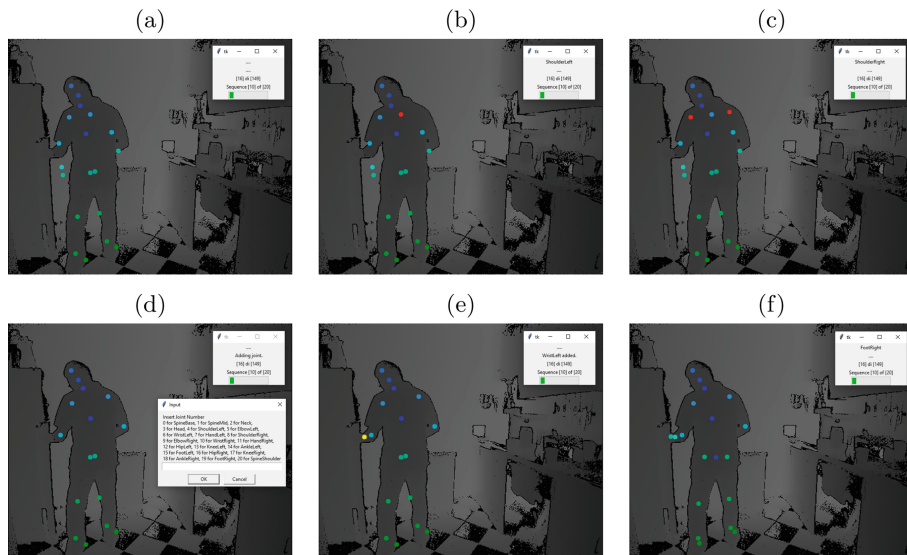 (a)
(b)
(c)
tk
---
---
[16] di [149]
Sequence [10] of [20]
tk
ShoulderLeft
---
[16] di [149]
Sequence [10] of [20]
tk
ShoulderRight
---
[16] di [149]
Sequence [10] of [20]
(d)
(e)
(f)
tk
---
Adding joint.
[16] di [149]
Sequence [10] of [20]
Input
Insert Joint Number
0 for SpineBase, 1 for SpineMid, 2 for Neck,
3 for Head, 4 for ShoulderLeft, 5 for ElbowLeft,
6 for WristLeft, 7 for HandLeft, 8 for ShoulderRight,
9 for ElbowRight, 10 for WristRight, 11 for HandRight,
12 for HipLeft, 13 for KneeLeft, 14 for AnkleLeft,
15 for FootLeft, 16 for HipRight, 17 for KneeRight,
18 for AnkleRight, 19 for FootRight, 20 for SpineShoulder
OK
Cancel
tk
---
WristLeft added.
[16] di [149]
Sequence [10] of [20]
tk
FootRight
---
[16] di [149]
Sequence [10] of [20]